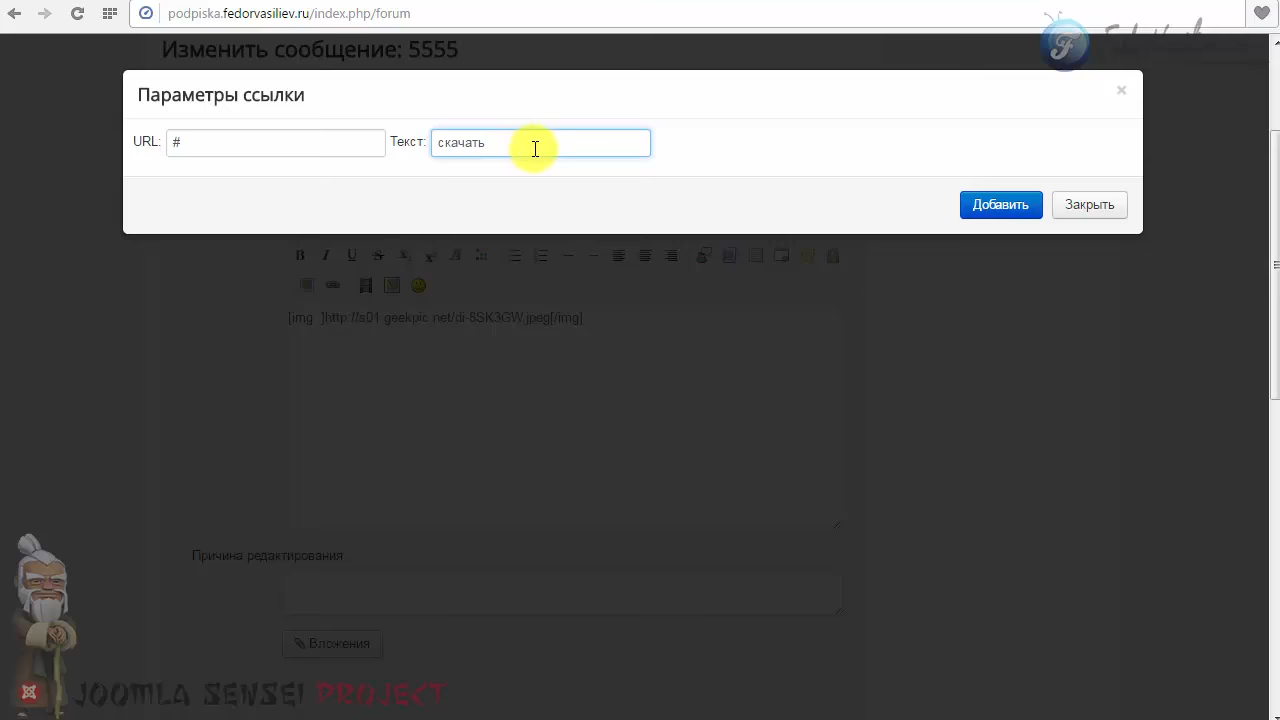 podpiska.fedorvasiliev.ru/index.php/forum
Изменить сообщение: 5555
Параметры ссылки
×
URL: # Текст: скачать
Добавить Закрыть
B I U S
[img ]http://s01.geekpic.net/di-8SK3GW.jpeg[/img]
Причина редактирования
Вложения
JOOMLA SENSEI PROJECT